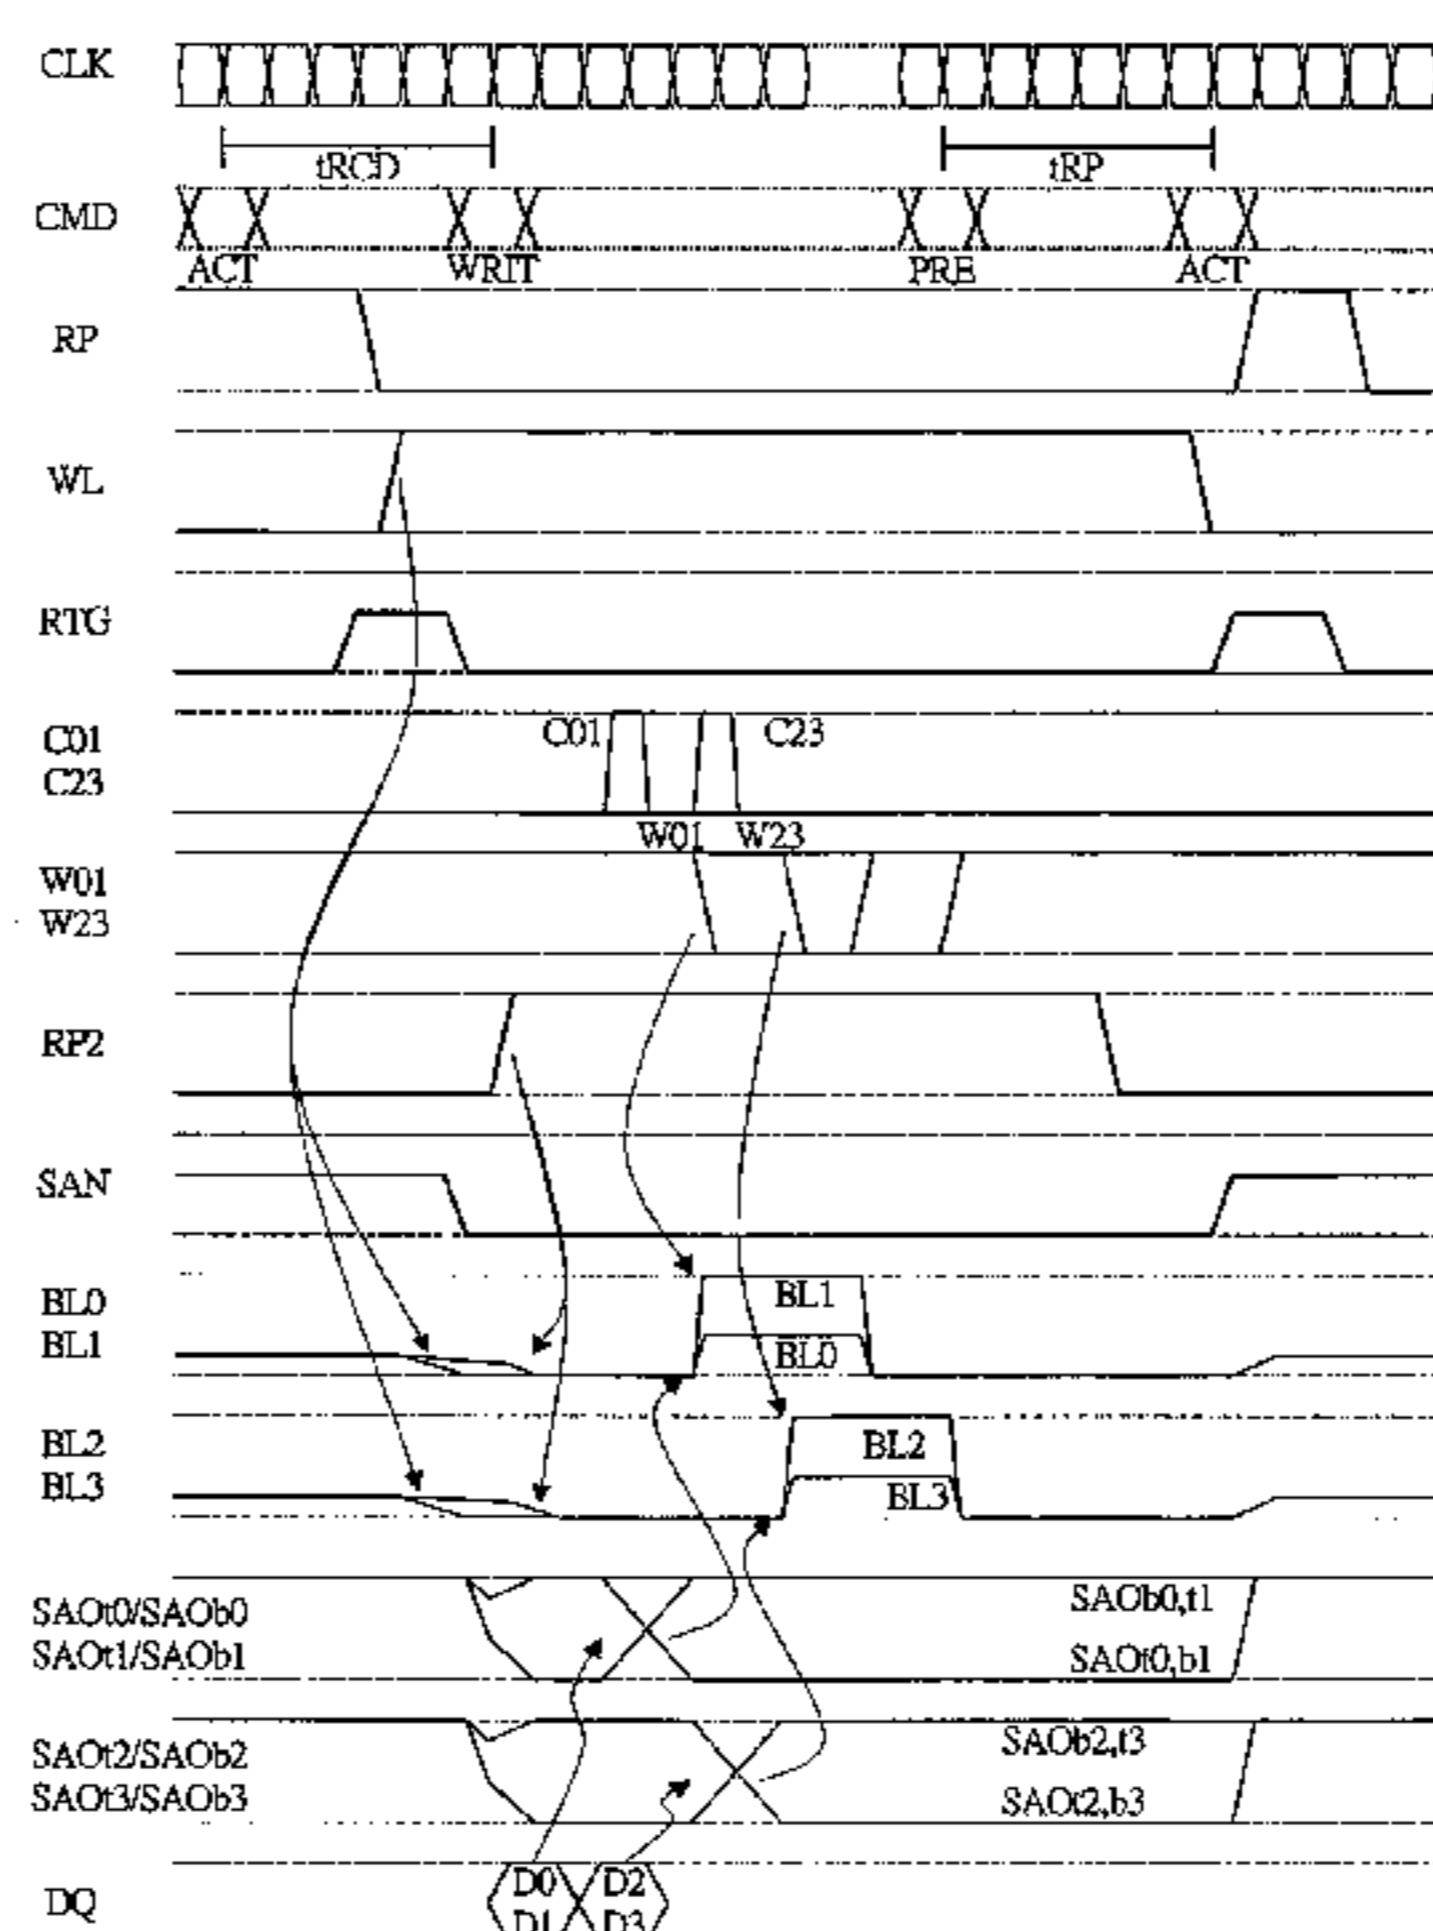 CLK
tRCD
tRP
CMD
ACT
WRIT
PRE
ACT
RP
WL
RTG
C01
C23
C01
C23
W01
W23
W01
W23
RP2
SAN
BL0
BL1
BL1
BL0
BL2
BL3
BL2
BL3
SAOt0/SAOb0
SAOt1/SAOb1
SAOb0,t1
SAOt0,b1
SAOt2/SAOb2
SAOt3/SAOb3
SAOb2,t3
SAOt2,b3
DQ
D0
D2
D1
D3